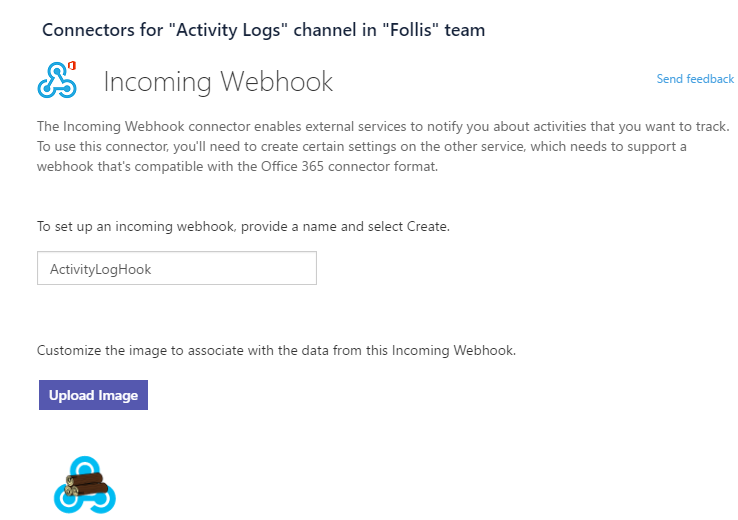 Connectors for "Activity Logs" channel in "Follis" team
Incoming Webhook
Send feedback
The Incoming Webhook connector enables external services to notify you about activities that you want to track.
To use this connector, you'll need to create certain settings on the other service, which needs to support a
webhook that's compatible with the Office 365 connector format.
To set up an incoming webhook, provide a name and select Create.
ActivityLogHook
Customize the image to associate with the data from this Incoming Webhook.
Upload Image